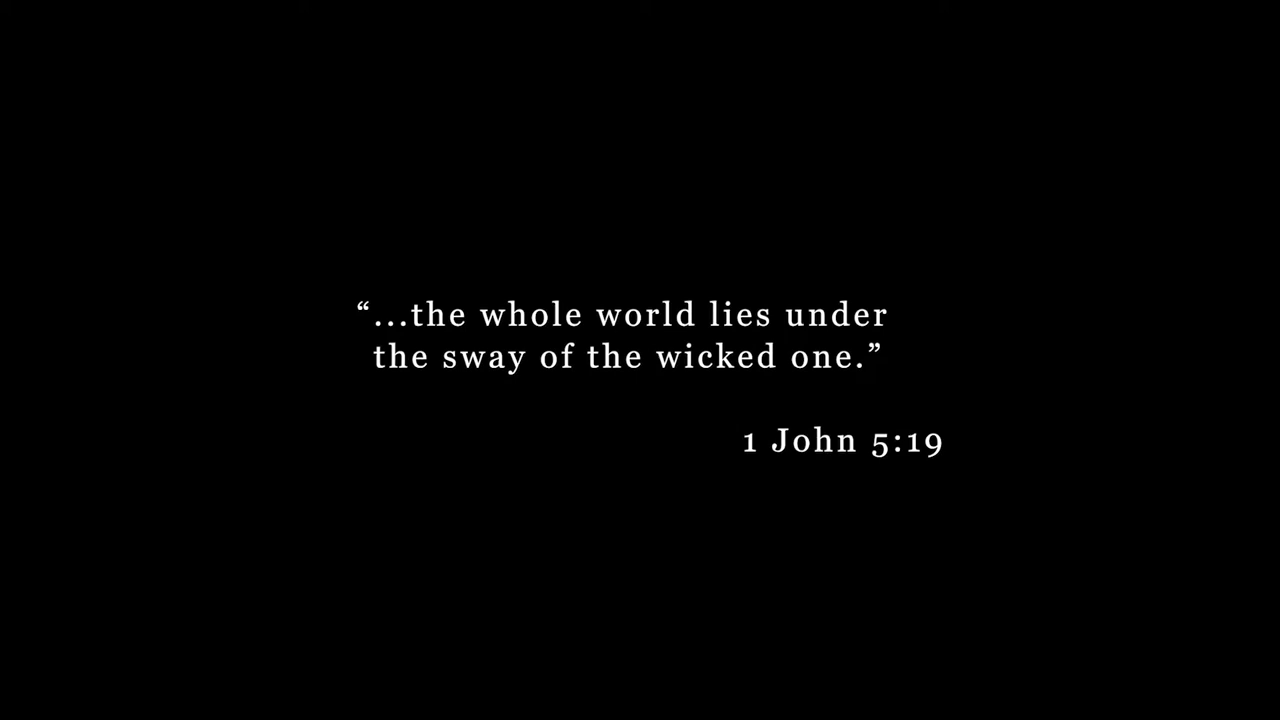 “...the whole world lies under
the sway of the wicked one.”
1 John 5:19